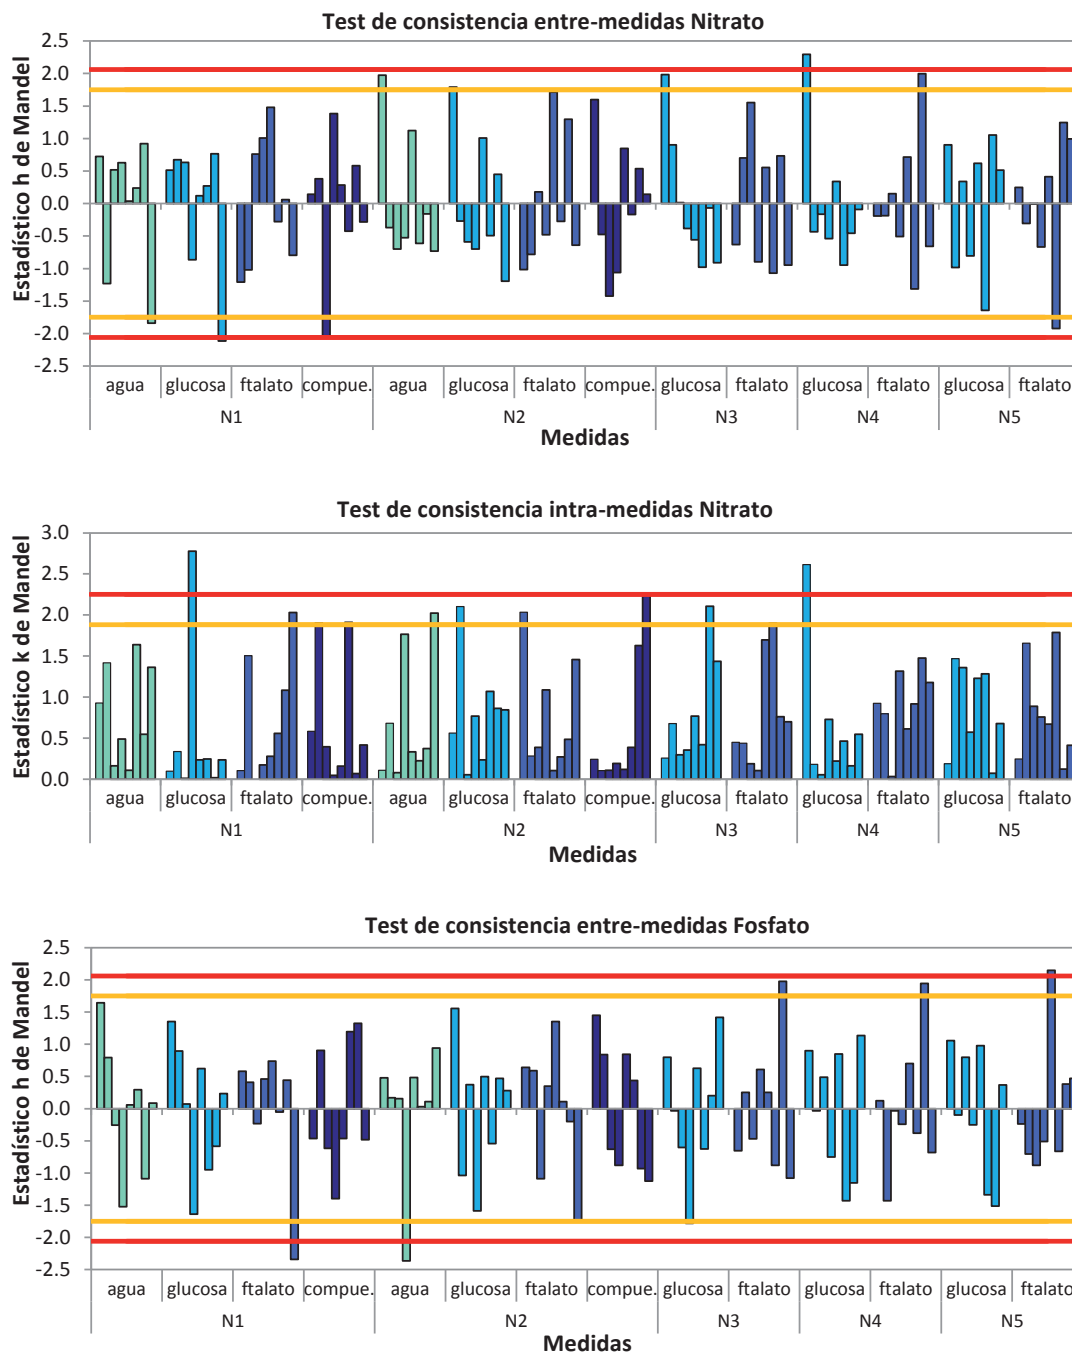 Test de consistencia entre-medidas Nitrato
Estadístico h de Mandel
2.5
2.0
1.5
1.0
0.5
0.0
-0.5
-1.0
-1.5
-2.0
-2.5
agua glucosa ftalato compue. agua glucosa ftalato compue. glucosa ftalato glucosa ftalato glucosa ftalato
N1 N2 N3 N4 N5
Medidas
Test de consistencia intra-medidas Nitrato
Estadístico k de Mandel
3.0
2.5
2.0
1.5
1.0
0.5
0.0
agua glucosa ftalato compue. agua glucosa ftalato compue. glucosa ftalato glucosa ftalato glucosa ftalato
N1 N2 N3 N4 N5
Medidas
Test de consistencia entre-medidas Fosfato
Estadístico h de Mandel
2.5
2.0
1.5
1.0
0.5
0.0
-0.5
-1.0
-1.5
-2.0
-2.5
agua glucosa ftalato compue. agua glucosa ftalato compue. glucosa ftalato glucosa ftalato glucosa ftalato
N1 N2 N3 N4 N5
Medidas